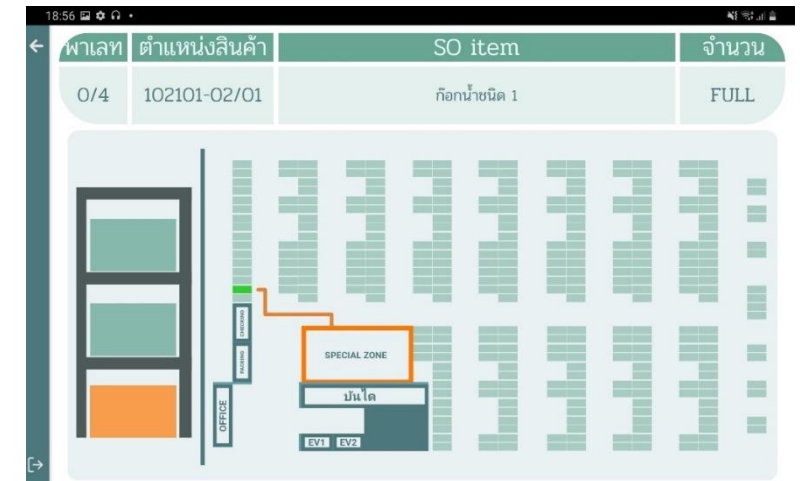 18:56
พาเลท ตำแหน่งสินค้า SO item จำนวน
0/4 102101-02/01 ก๊อกน้ำชนิด 1 FULL
CHECKING
PACKING
SPECIAL ZONE
บันได
OFFICE
EV1 EV2